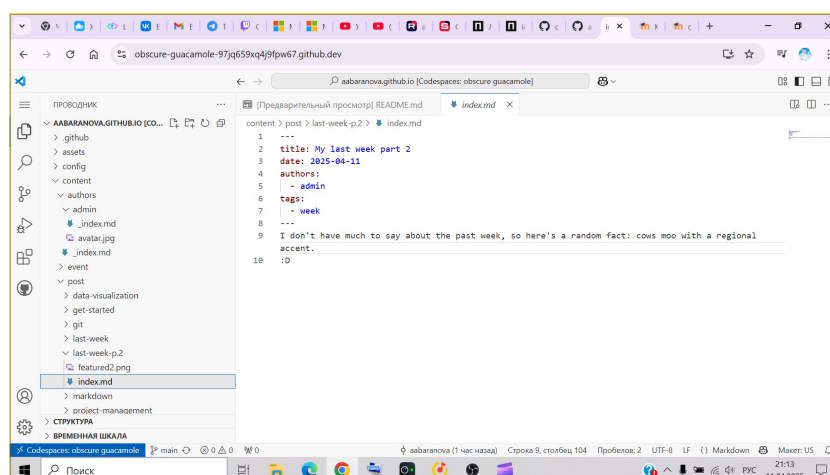 obscure-guacamole-97jq659xq4j9fpw67.github.dev
aabaranova.github.io [Codespaces: obscure guacamole]
ПРОВОДНИК
AABARANOVA.GITHUB.IO [CO...
.github
assets
config
content
authors
admin
_index.md
avatar.jpg
_index.md
event
post
data-visualization
get-started
git
last-week
last-week-p.2
featured2.png
index.md
markdown
project-management
СТРУКТУРА
ВРЕМЕННАЯ ШКАЛА
[Предварительный просмотр] README.md
index.md
content > post > last-week-p.2 > index.md
1 ---
2 title: My last week part 2
3 date: 2025-04-11
4 authors:
5 - admin
6 tags:
7 - week
8 ---
9 I don't have much to say about the past week, so here's a random fact: cows moo with a regional
accent.
10 :D
Codespaces: obscure guacamole main 0 0 0 aabaranova (1 час назад) Строка 9, столбец 104 Пробелов: 2 UTF-8 LF {} Markdown Макет: US
Поиск
РУС
21:13